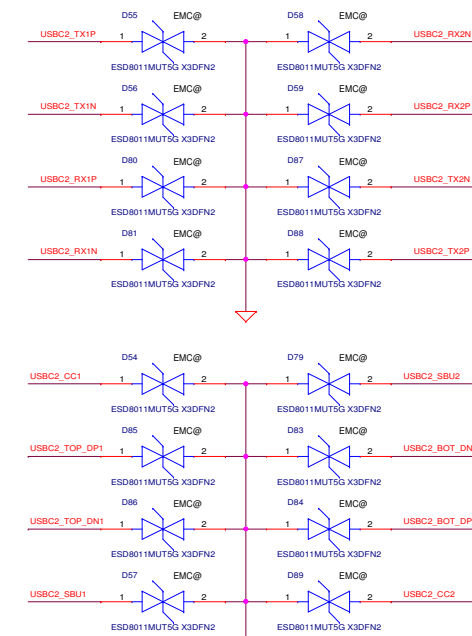 D55 EMC@ D58 EMC@
USBC2_TX1P 1 2 1 2 USBC2_RX2N
ESD8011MUT5G X3DFN2 ESD8011MUT5G X3DFN2
D56 EMC@ D59 EMC@
USBC2_TX1N 1 2 1 2 USBC2_RX2P
ESD8011MUT5G X3DFN2 ESD8011MUT5G X3DFN2
D80 EMC@ D87 EMC@
USBC2_RX1P 1 2 1 2 USBC2_TX2N
ESD8011MUT5G X3DFN2 ESD8011MUT5G X3DFN2
D81 EMC@ D88 EMC@
USBC2_RX1N 1 2 1 2 USBC2_TX2P
ESD8011MUT5G X3DFN2 ESD8011MUT5G X3DFN2
D54 EMC@ D79 EMC@
USBC2_CC1 1 2 1 2 USBC2_SBU2
ESD8011MUT5G X3DFN2 ESD8011MUT5G X3DFN2
D85 EMC@ D83 EMC@
USBC2_TOP_DP1 1 2 1 2 USBC2_BOT_DN
ESD8011MUT5G X3DFN2 ESD8011MUT5G X3DFN2
D86 EMC@ D84 EMC@
USBC2_TOP_DN1 1 2 1 2 USBC2_BOT_DP
ESD8011MUT5G X3DFN2 ESD8011MUT5G X3DFN2
D57 EMC@ D89 EMC@
USBC2_SBU1 1 2 1 2 USBC2_CC2
ESD8011MUT5G X3DFN2 ESD8011MUT5G X3DFN2